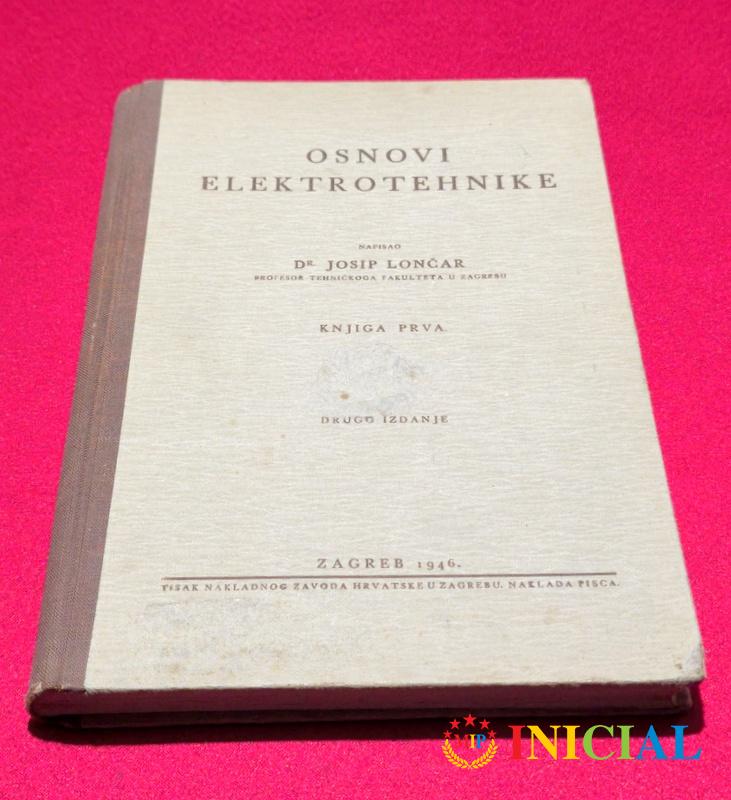 OSNOVI
ELEKTROTEHNIKE
NAPISAO
DR. JOSIP LONČAR
PROFESOR TEHNIČKOGA FAKULTETA U ZAGREBU
KNJIGA PRVA
DRUGO IZDANJE
ZAGREB 1946.
TISAK NAKLADNOG ZAVODA HRVATSKE U ZAGREBU. NAKLADA PISCA.
VIP INICIAL